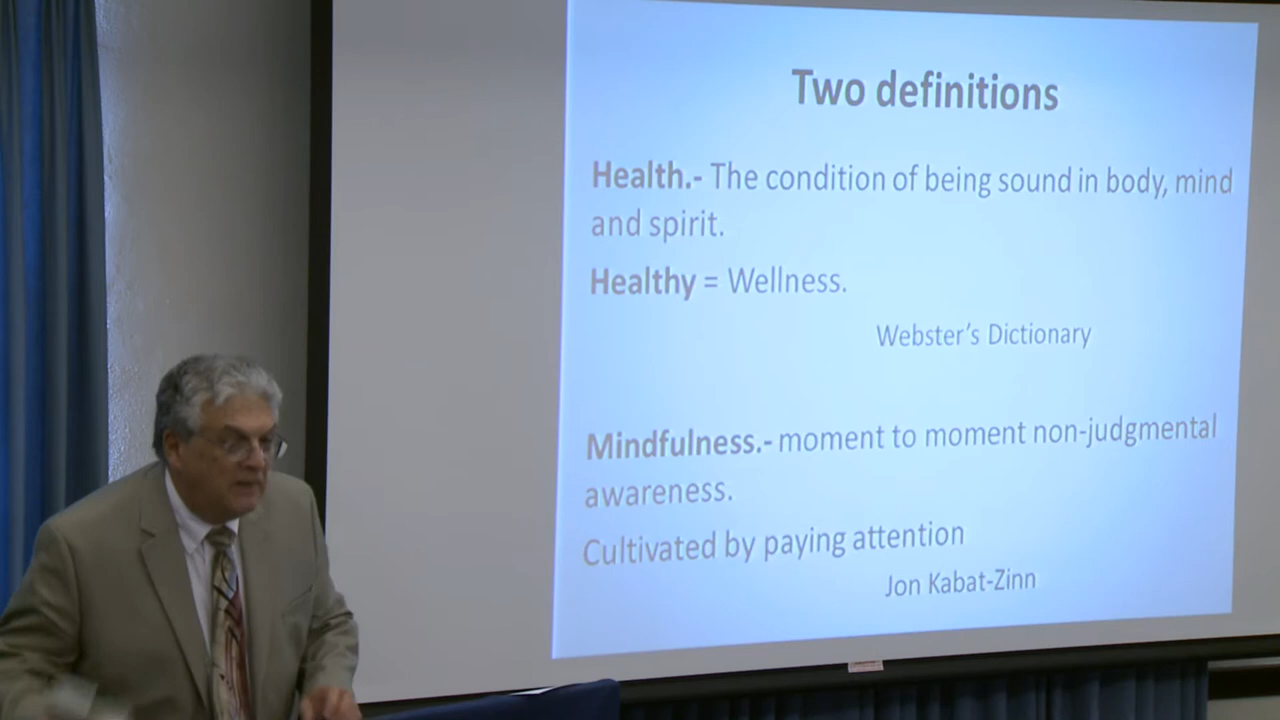 Two definitions
Health.- The condition of being sound in body, mind
and spirit.
Healthy = Wellness.
Webster's Dictionary
Mindfulness.- moment to moment non-judgmental
awareness.
Cultivated by paying attention
Jon Kabat-Zinn